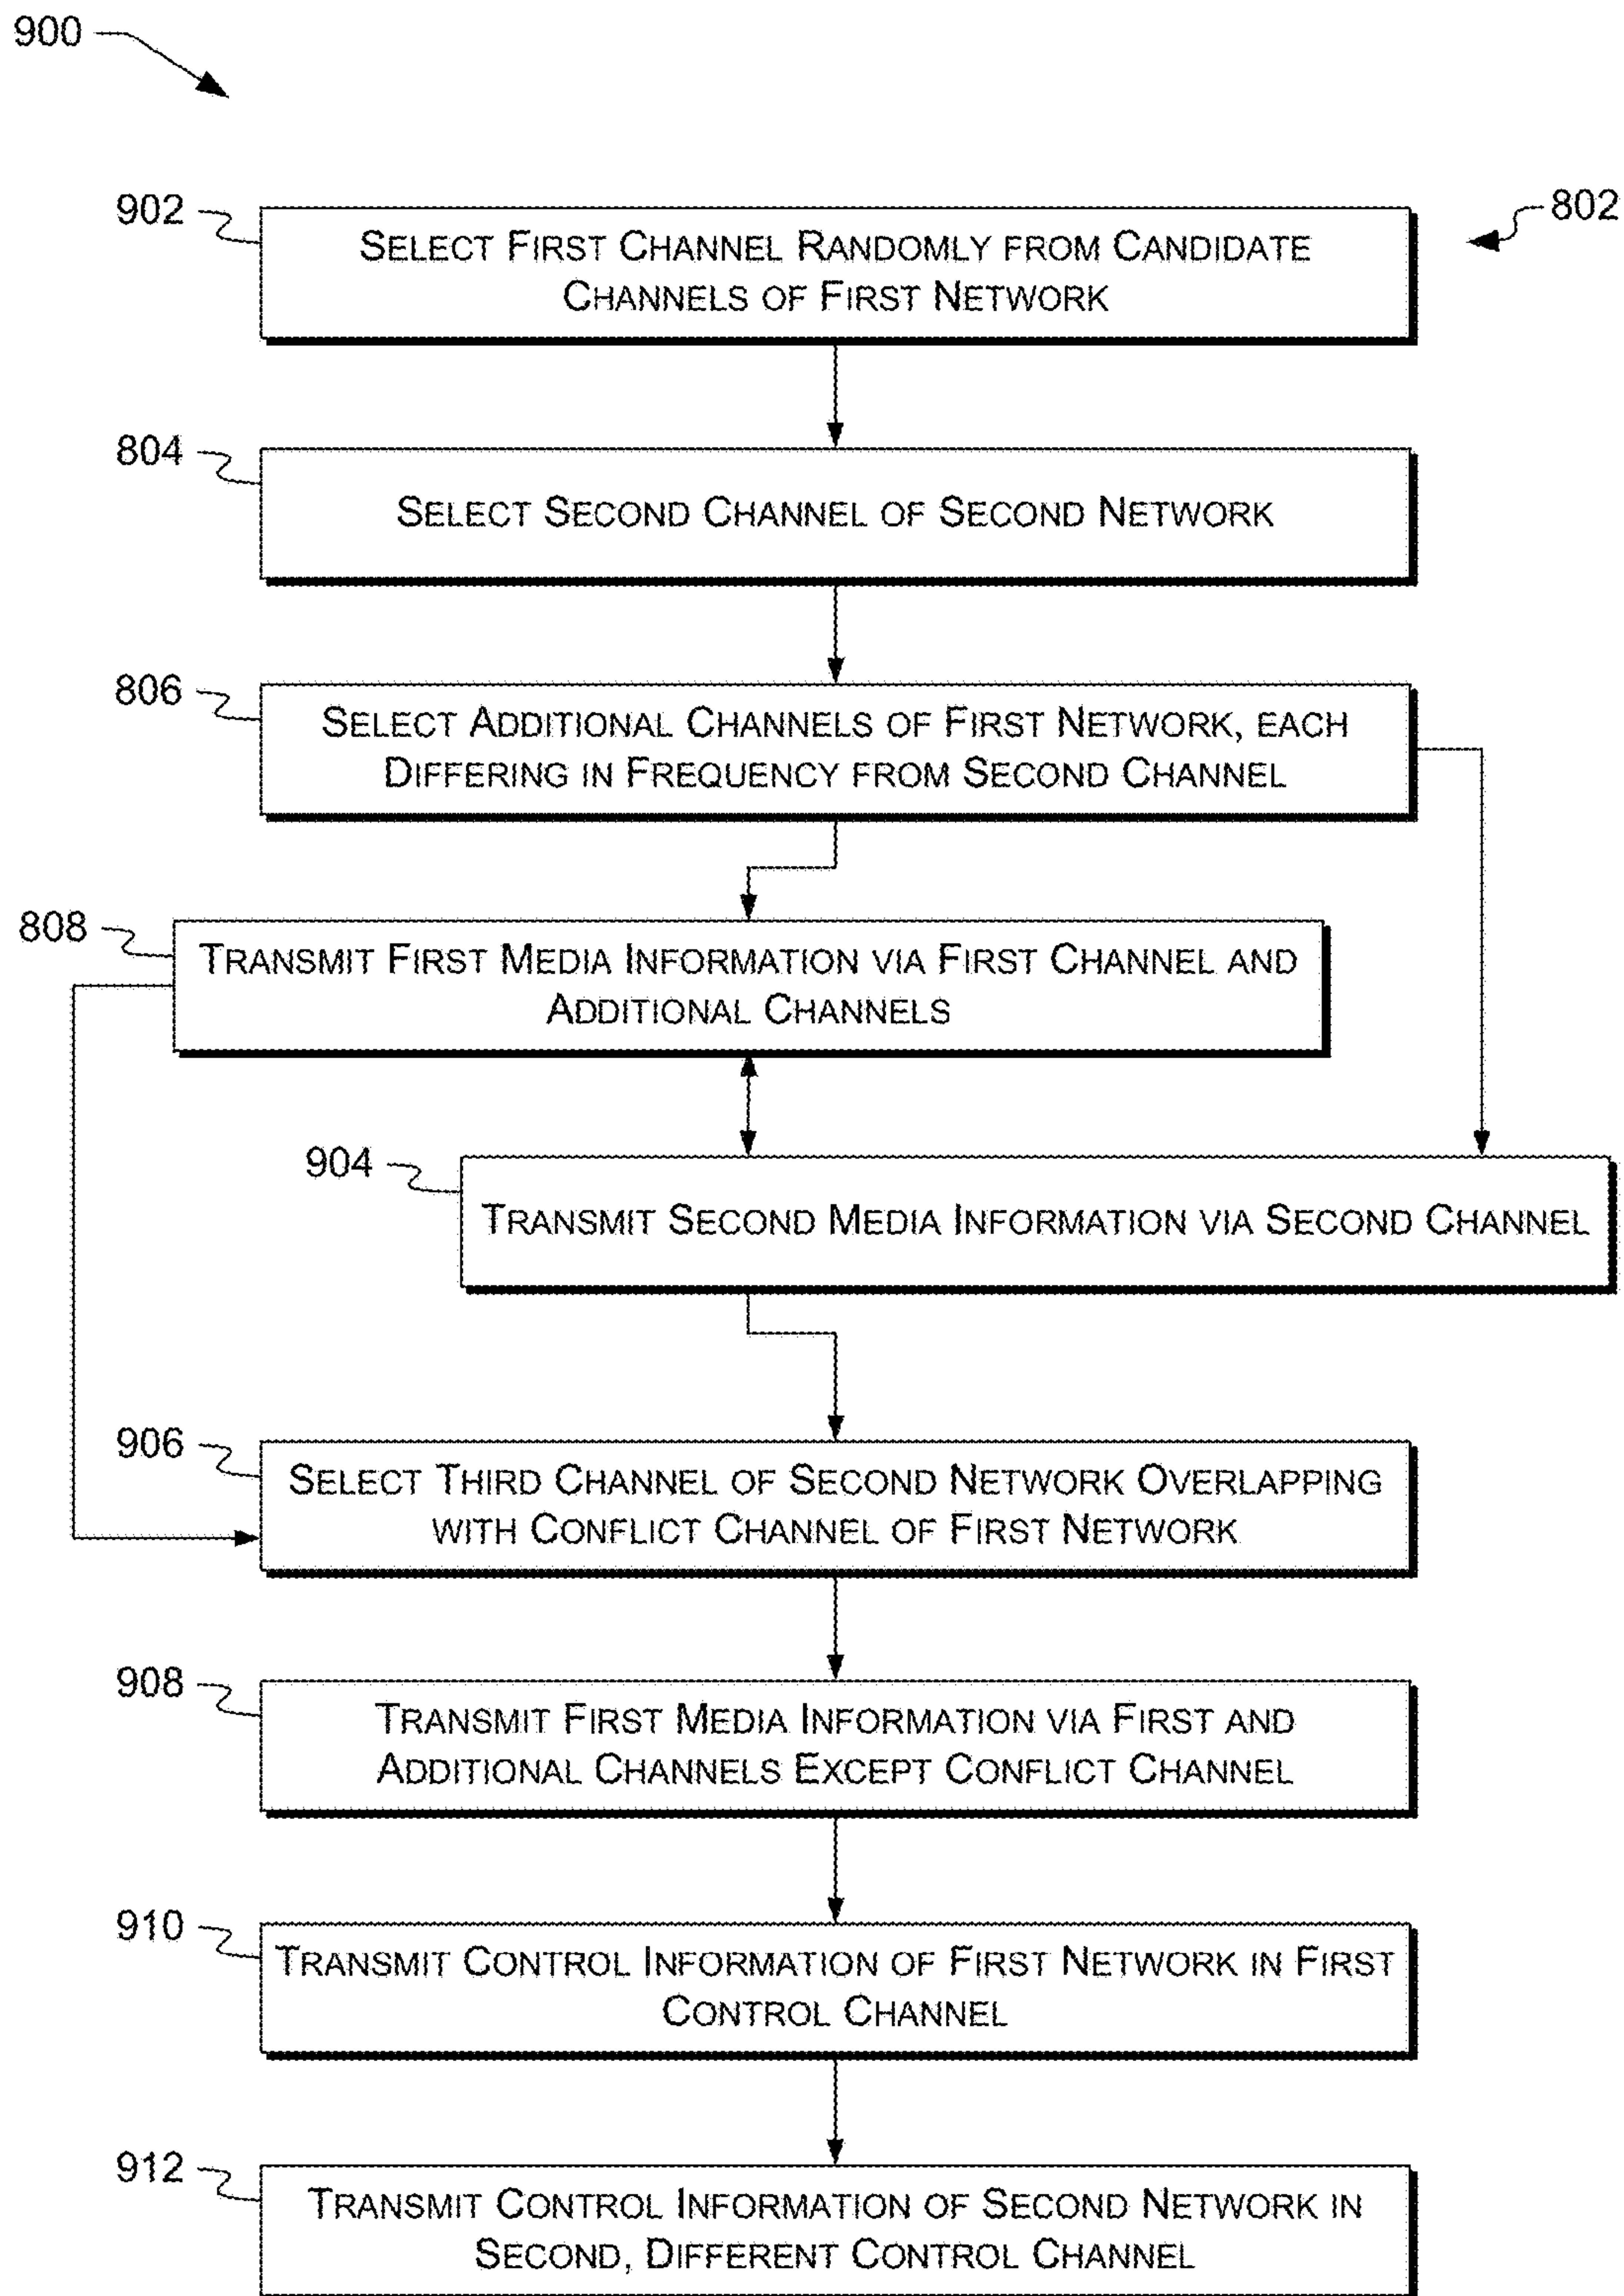 900
902
802
SELECT FIRST CHANNEL RANDOMLY FROM CANDIDATE
CHANNELS OF FIRST NETWORK
804
SELECT SECOND CHANNEL OF SECOND NETWORK
806
SELECT ADDITIONAL CHANNELS OF FIRST NETWORK, EACH
DIFFERING IN FREQUENCY FROM SECOND CHANNEL
808
TRANSMIT FIRST MEDIA INFORMATION VIA FIRST CHANNEL AND
ADDITIONAL CHANNELS
904
TRANSMIT SECOND MEDIA INFORMATION VIA SECOND CHANNEL
906
SELECT THIRD CHANNEL OF SECOND NETWORK OVERLAPPING
WITH CONFLICT CHANNEL OF FIRST NETWORK
908
TRANSMIT FIRST MEDIA INFORMATION VIA FIRST AND
ADDITIONAL CHANNELS EXCEPT CONFLICT CHANNEL
910
TRANSMIT CONTROL INFORMATION OF FIRST NETWORK IN FIRST
CONTROL CHANNEL
912
TRANSMIT CONTROL INFORMATION OF SECOND NETWORK IN
SECOND, DIFFERENT CONTROL CHANNEL